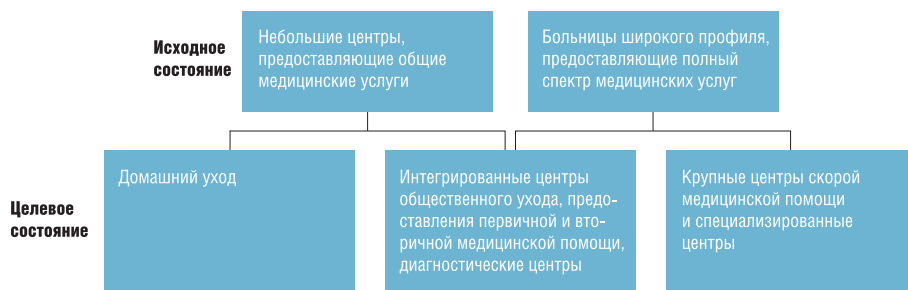 Исходное
состояние
Небольшие центры,
предоставляющие общие
медицинские услуги
Больницы широкого профиля,
предоставляющие полный
спектр медицинских услуг
Целевое
состояние
Домашний уход
Интегрированные центры
общественного ухода, предо-
ставления первичной и вто-
ричной медицинской помощи,
диагностические центры
Крупные центры скорой
медицинской помощи
и специализированные
центры